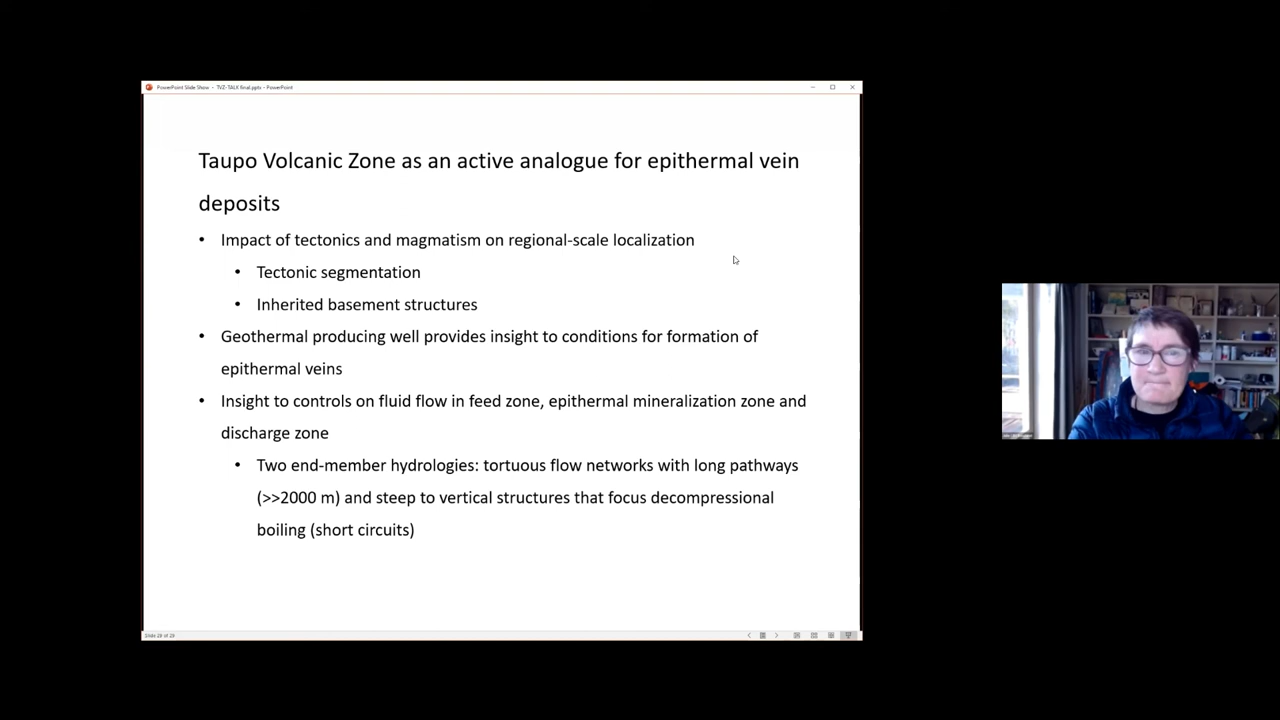 PowerPoint Slide Show - TVZ-TALK final.pptx - PowerPoint
Taupo Volcanic Zone as an active analogue for epithermal vein
deposits
• Impact of tectonics and magmatism on regional-scale localization
• Tectonic segmentation
• Inherited basement structures
• Geothermal producing well provides insight to conditions for formation of
epithermal veins
• Insight to controls on fluid flow in feed zone, epithermal mineralization zone and
discharge zone
• Two end-member hydrologies: tortuous flow networks with long pathways
(>>2000 m) and steep to vertical structures that focus decompressional
boiling (short circuits)